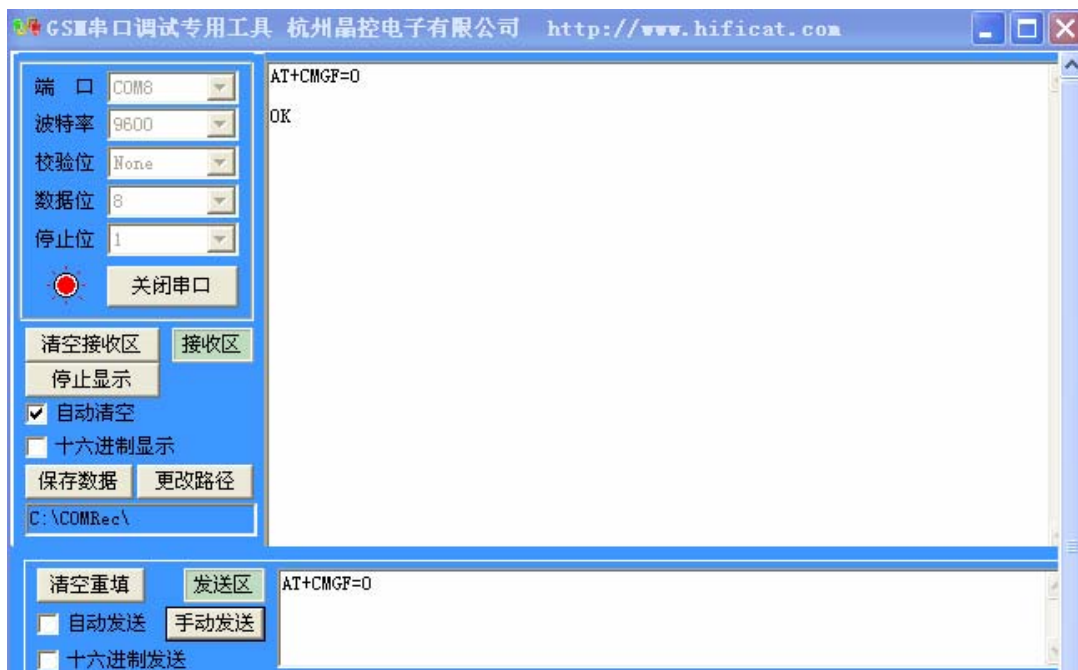 GSM串口调试专用工具 杭州晶控电子有限公司 http://www.hificat.com
端 口 COM8
波特率 9600
校验位 None
数据位 8
停止位 1
关闭串口
清空接收区 接收区
停止显示
自动清空
十六进制显示
保存数据 更改路径
C:\COMRec\
AT+CMGF=0
OK
清空重填 发送区
自动发送 手动发送
十六进制发送
AT+CMGF=0